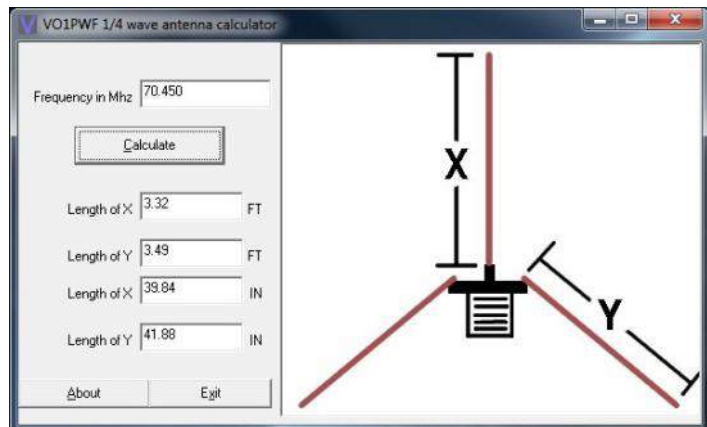 VO1PWF 1/4 wave antenna calculator
Frequency in Mhz 70.450
Calculate
Length of X 3.32 FT
Length of Y 3.49 FT
Length of X 39.84 IN
Length of Y 41.88 IN
About Exit
X
Y